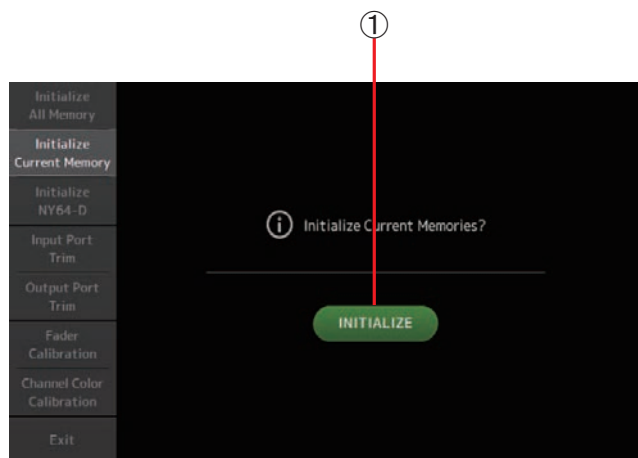 ①
Initialize
All Memory
Initialize
Current Memory
Initialize
NY64-D
Input Port
Trim
Output Port
Trim
Fader
Calibration
Channel Color
Calibration
Exit
Initialize Current Memories?
INITIALIZE